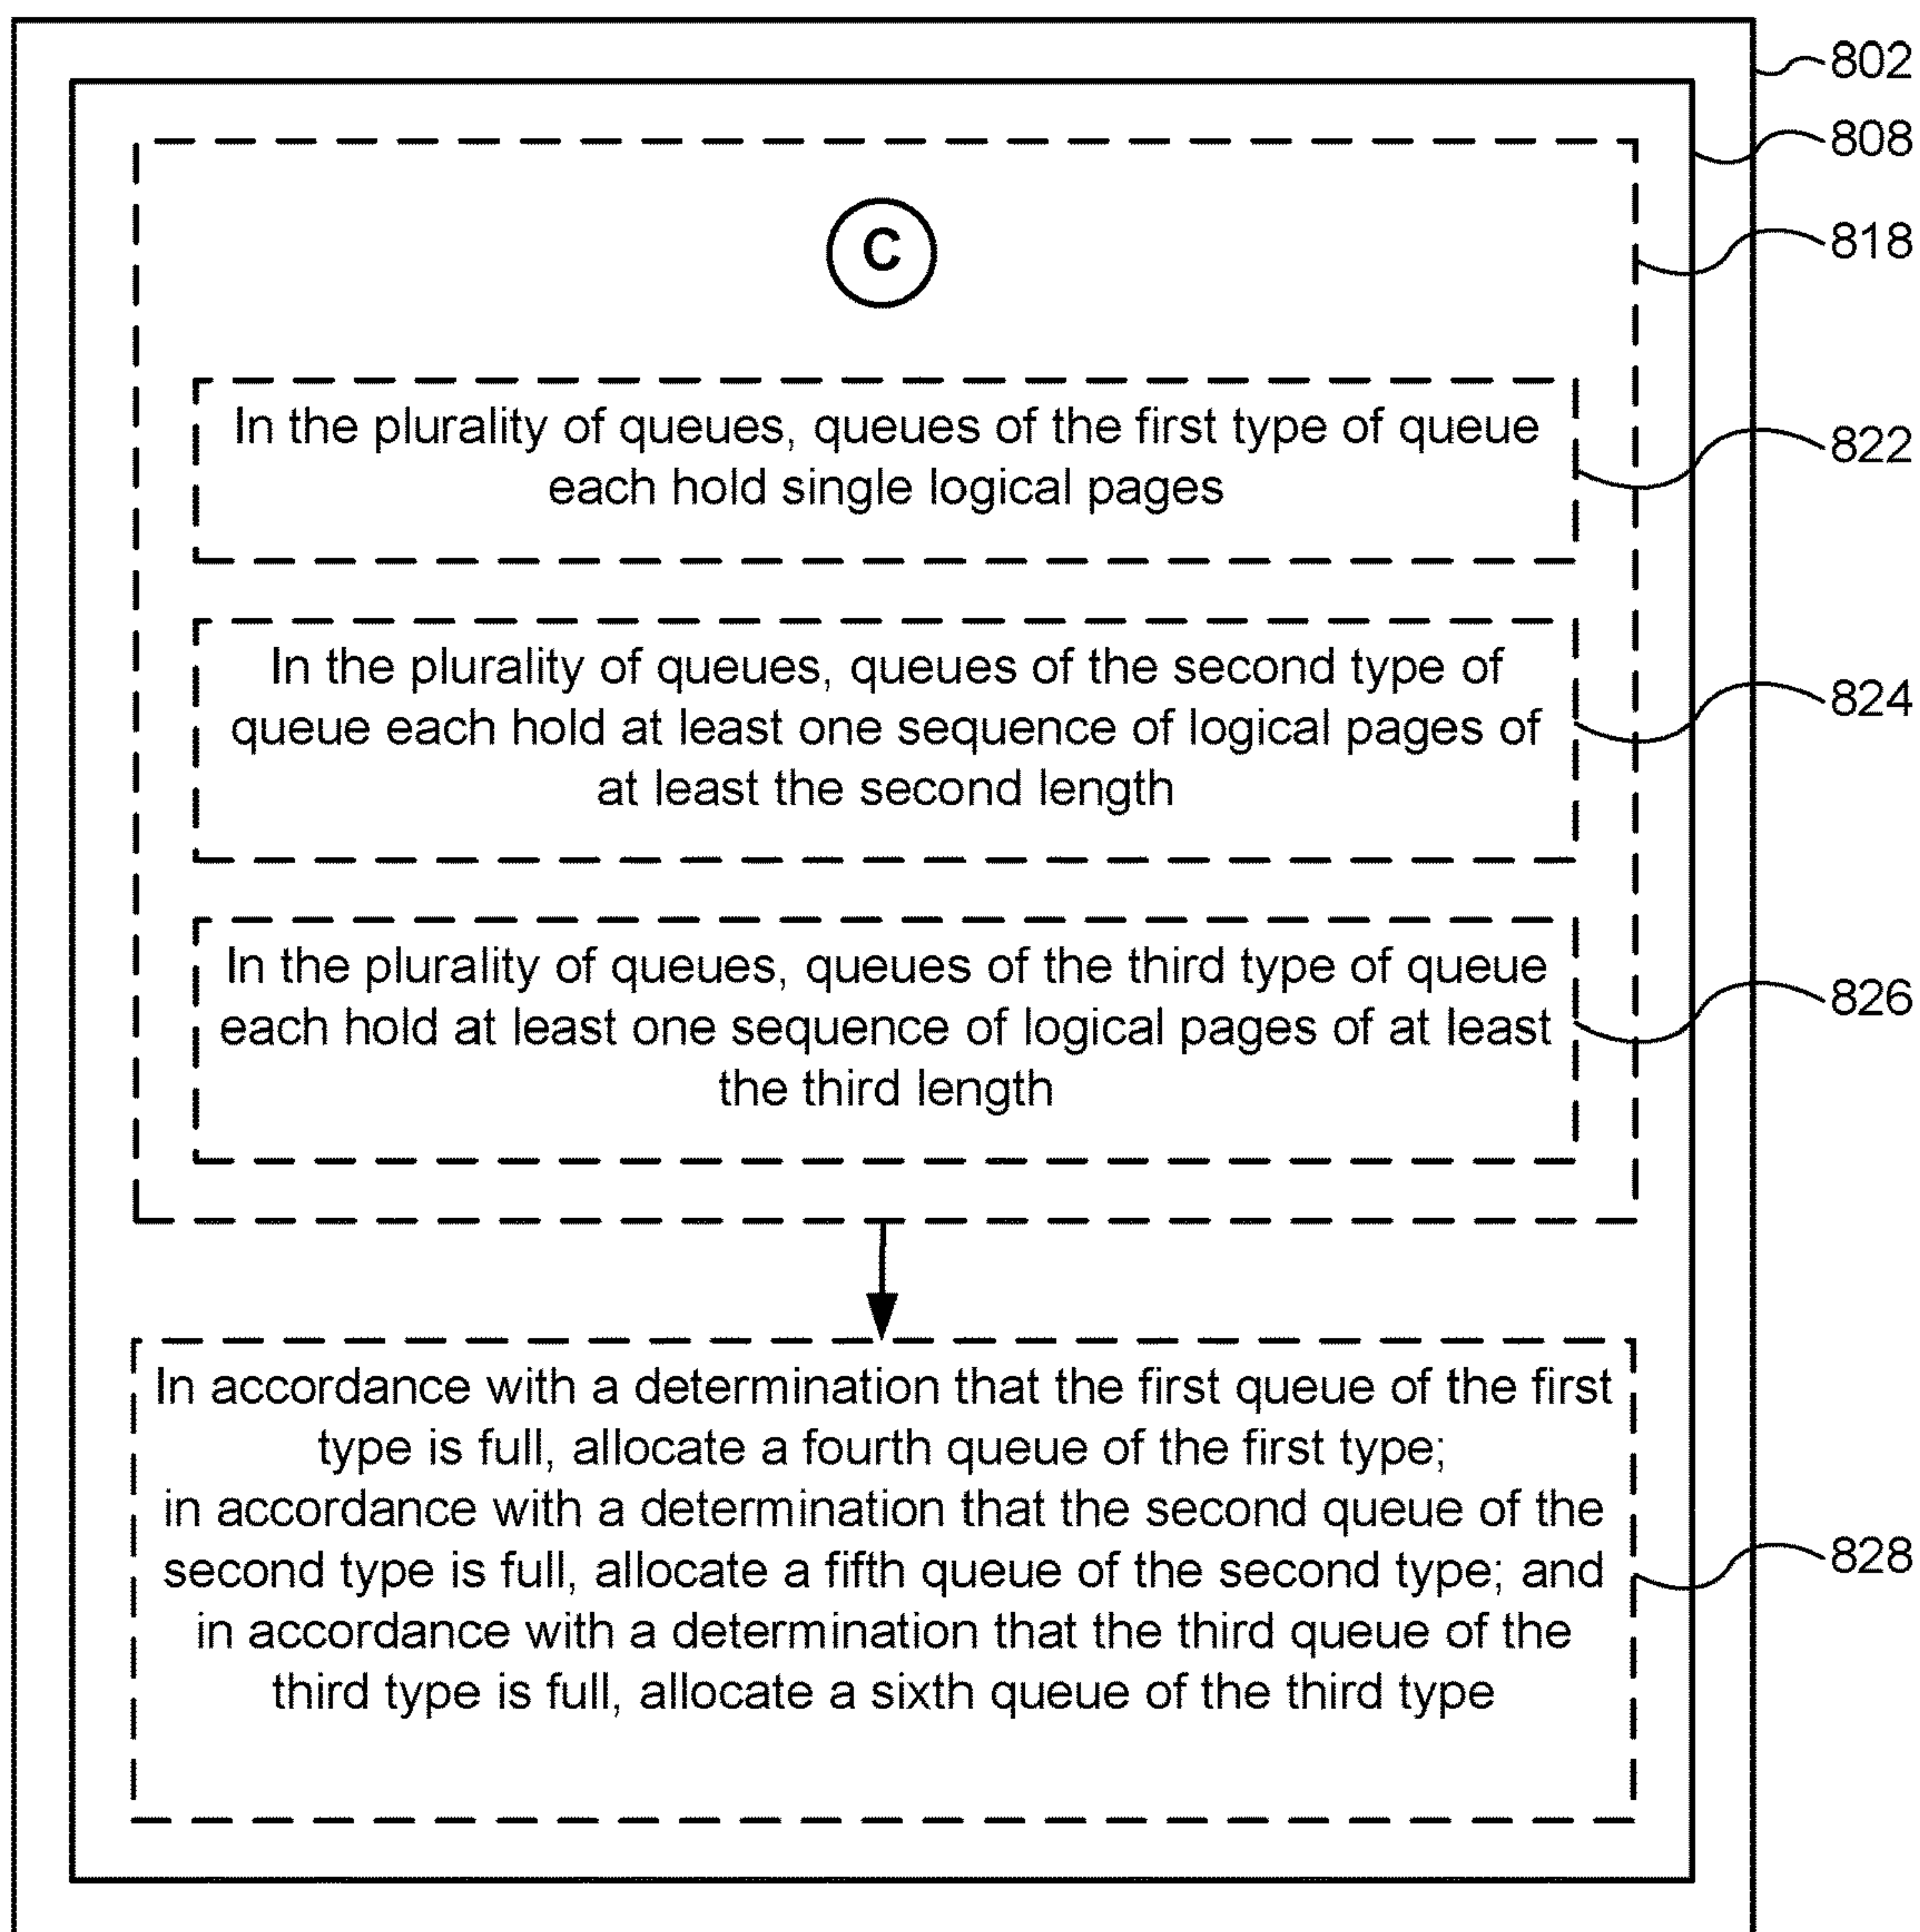 802
808
818
C
In the plurality of queues, queues of the first type of queue
each hold single logical pages
822
In the plurality of queues, queues of the second type of
queue each hold at least one sequence of logical pages of
at least the second length
824
In the plurality of queues, queues of the third type of queue
each hold at least one sequence of logical pages of at least
the third length
826
In accordance with a determination that the first queue of the first
type is full, allocate a fourth queue of the first type;
in accordance with a determination that the second queue of the
second type is full, allocate a fifth queue of the second type; and
in accordance with a determination that the third queue of the
third type is full, allocate a sixth queue of the third type
828